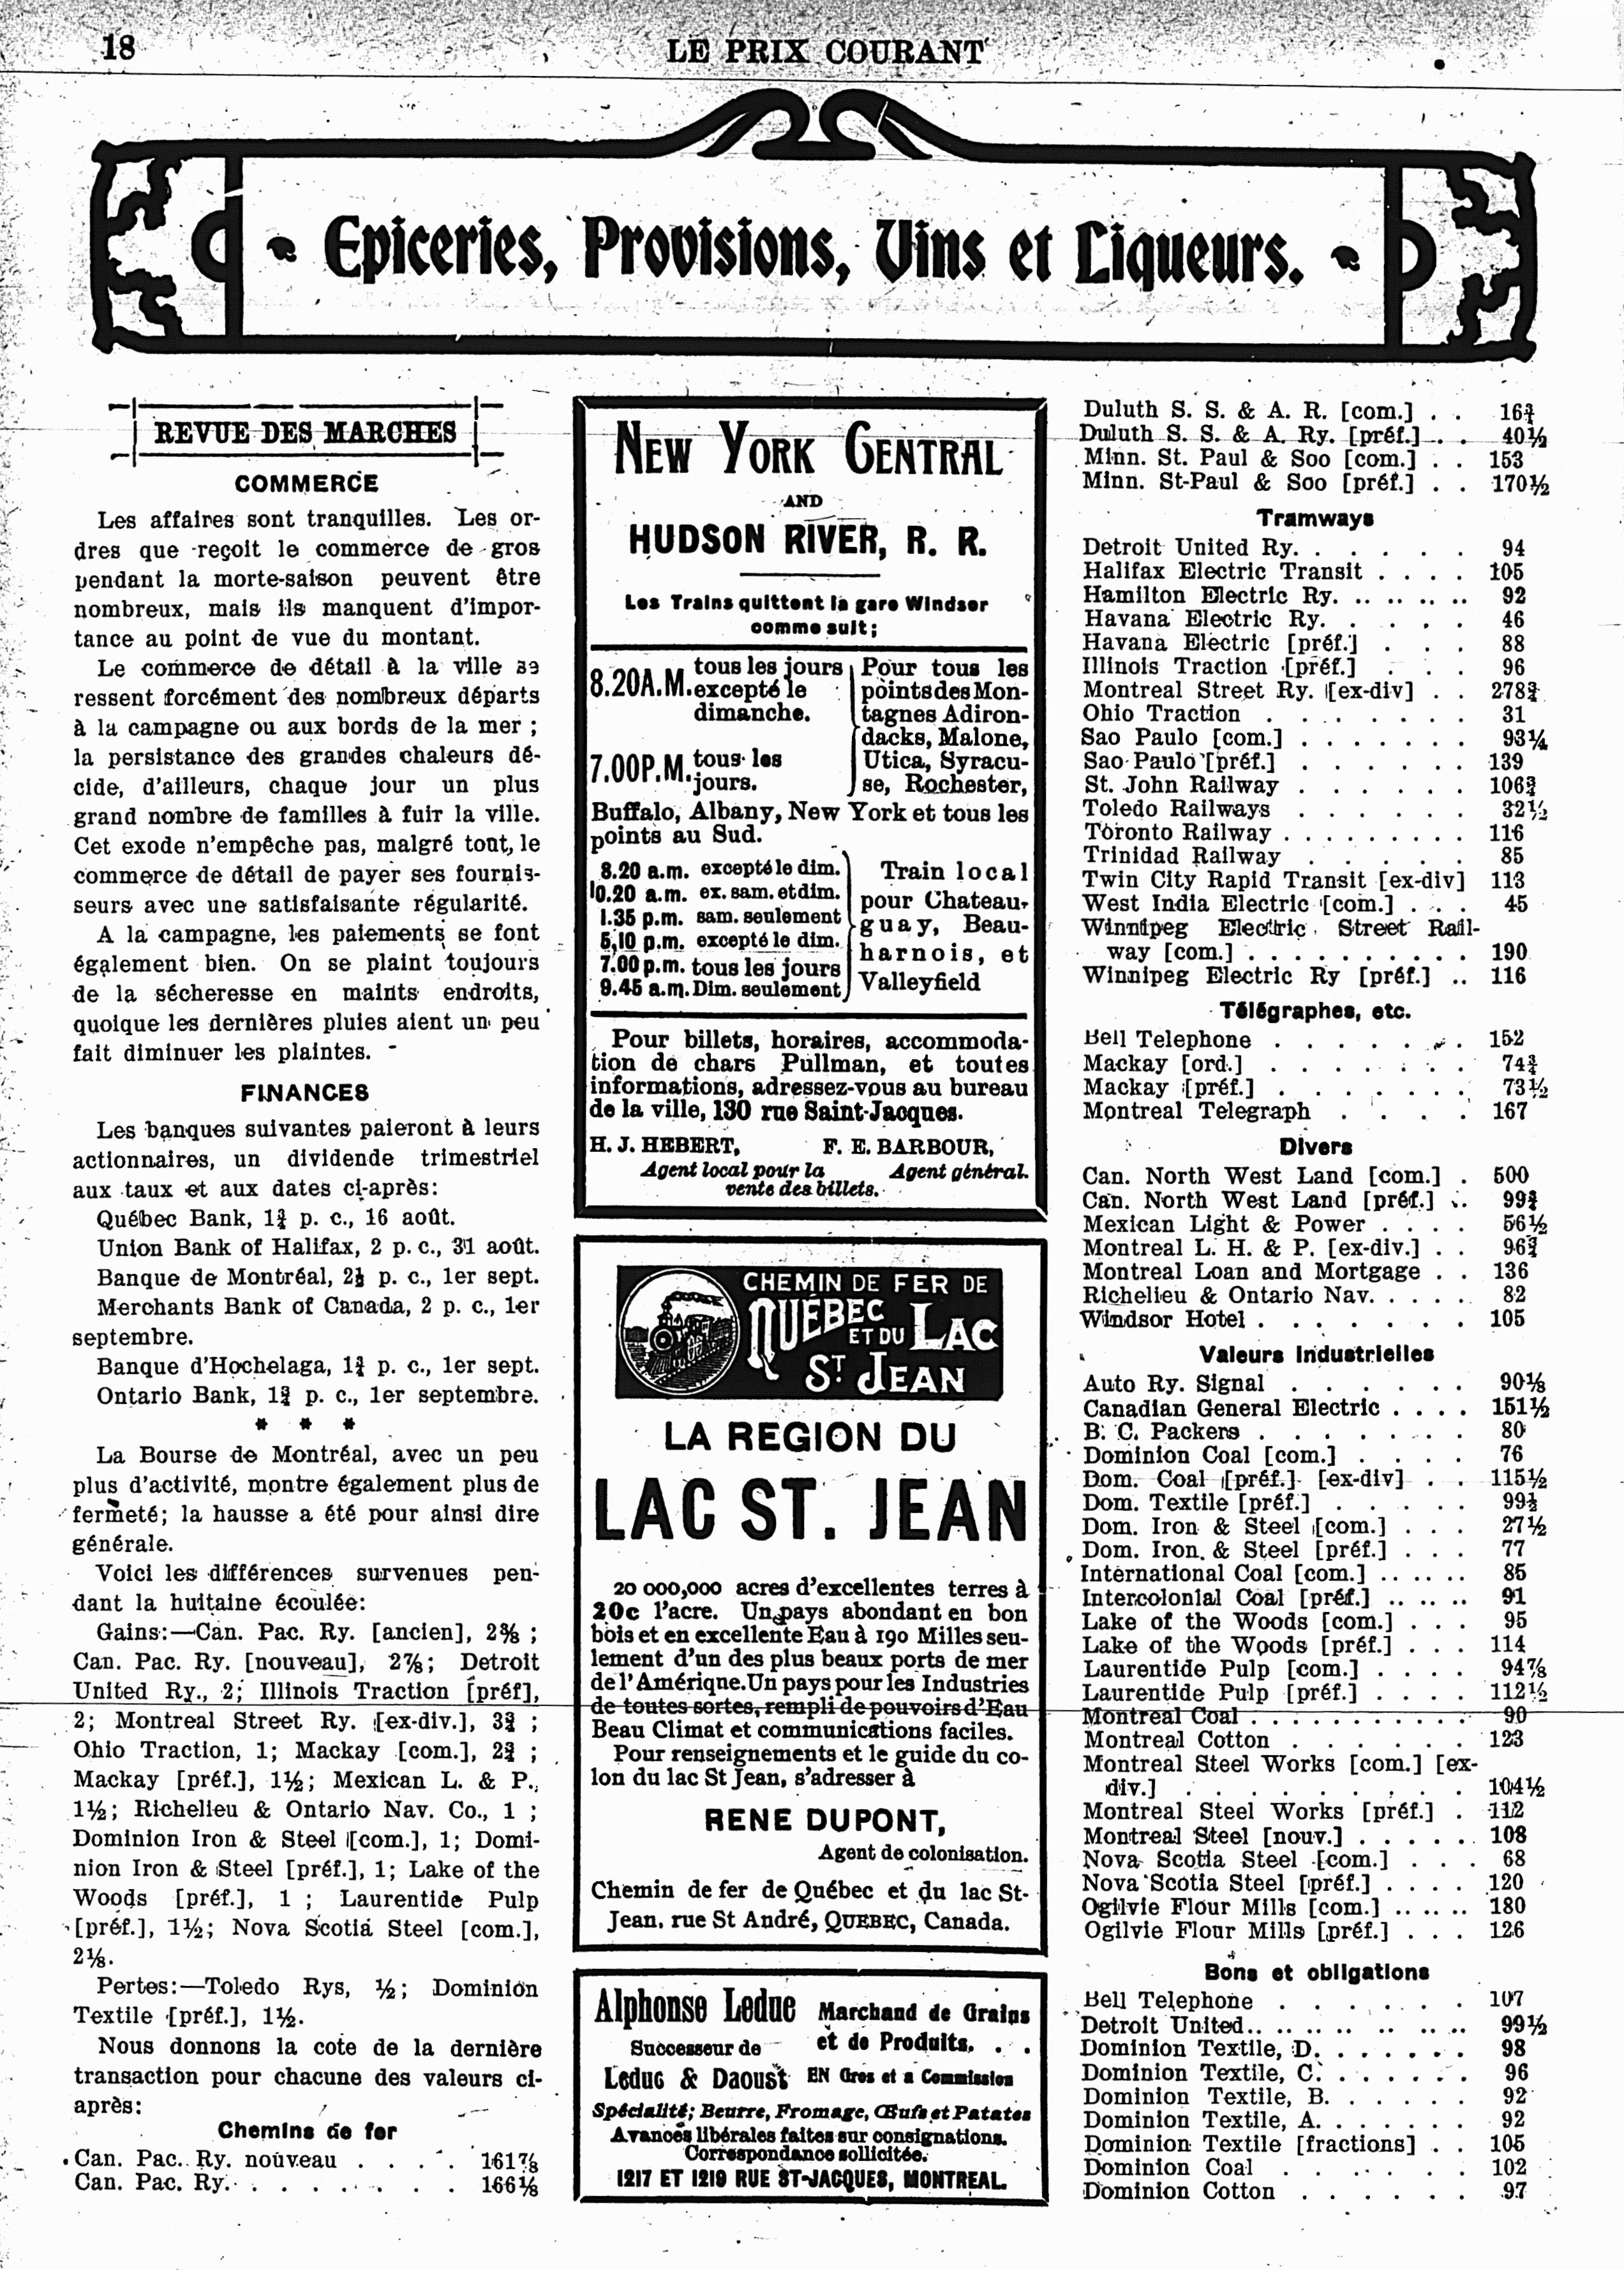 18
LE PRIX COURANT
Epiceries, Provisions, Vins et Liqueurs.
REVUE DES MARCHES
COMMERCE
Les affaires sont tranquilles. Les or-
dres que reçoit le commerce de gros
pendant la morte-saison peuvent être
nombreux, mais ils manquent d'impor-
tance au point de vue du montant.
Le commerce de détail à la ville se
ressent forcément des nombreux départs
à la campagne ou aux bords de la mer ;
la persistance des grandes chaleurs dé-
cide, d'ailleurs, chaque jour un plus
grand nombre de familles à fuir la ville.
Cet exode n'empêche pas, malgré tout, le
commerce de détail de payer ses fournis-
seurs avec une satisfaisante régularité.
A la campagne, les paiements se font
également bien. On se plaint toujours
de la sécheresse en maints endroits,
quoique les dernières pluies aient un peu
fait diminuer les plaintes.
FINANCES
Les banques suivantes paieront à leurs
actionnaires, un dividende trimestriel
aux taux et aux dates ci-après:
Québec Bank, 1¾ p. c., 16 août.
Union Bank of Halifax, 2 p. c., 31 août.
Banque de Montréal, 2½ p. c., 1er sept.
Merchants Bank of Canada, 2 p. c., 1er
septembre.
Banque d'Hochelaga, 1¾ p. c., 1er sept.
Ontario Bank, 1¾ p. c., 1er septembre.
* * *
La Bourse de Montréal, avec un peu
plus d'activité, montre également plus de
fermeté; la hausse a été pour ainsi dire
générale.
Voici les différences survenues pen-
dant la huitaine écoulée:
Gains:—Can. Pac. Ry. [ancien], 2⅝ ;
Can. Pac. Ry. [nouveau], 2⅞; Detroit
United Ry., 2; Illinois Traction [préf],
2; Montreal Street Ry. [ex-div.], 3¾ ;
Ohio Traction, 1; Mackay [com.], 2¾ ;
Mackay [préf.], 1½; Mexican L. & P.,
1½; Richelieu & Ontario Nav. Co., 1 ;
Dominion Iron & Steel [com.], 1; Domi-
nion Iron & Steel [préf.], 1; Lake of the
Woods [préf.], 1 ; Laurentide Pulp
[préf.], 1½; Nova Scotia Steel [com.],
2⅛.
Pertes:—Toledo Rys, ½; Dominion
Textile [préf.], 1½.
Nous donnons la cote de la dernière
transaction pour chacune des valeurs ci-
après:
Chemins de fer
Can. Pac. Ry. nouveau . . . . 161⅞
Can. Pac. Ry. . . . . . . . . 166⅛
NEW YORK CENTRAL
AND
HUDSON RIVER, R. R.
Les Trains quittent la gare Windsor
comme suit;
8.20A.M. tous les jours excepté le dimanche.
7.00P.M. tous les jours.
Pour tous les
points des Mon-
tagnes Adiron-
dacks, Malone,
Utica, Syracu-
se, Rochester,
Buffalo, Albany, New York et tous les
points au Sud.
8.20 a.m. excepté le dim.
10.20 a.m. ex. sam. et dim.
1.35 p.m. sam. seulement
5,10 p.m. excepté le dim.
7.00 p.m. tous les jours
9.45 a.m. Dim. seulement
Train local
pour Chateau-
guay, Beau-
harnois, et
Valleyfield
Pour billets, horaires, accommoda-
tion de chars Pullman, et toutes
informations, adressez-vous au bureau
de la ville, 130 rue Saint-Jacques.
H. J. HEBERT, F. E. BARBOUR,
Agent local pour la Agent général.
vente des billets.
CHEMIN DE FER DE
QUÉBEC
ET DU LAC
ST JEAN
LA REGION DU
LAC ST. JEAN
20 000,000 acres d'excellentes terres à
20c l'acre. Un pays abondant en bon
bois et en excellente Eau à 190 Milles seu-
lement d'un des plus beaux ports de mer
de l'Amérique. Un pays pour les Industries
de toutes sortes, rempli de pouvoirs d'Eau
Beau Climat et communications faciles.
Pour renseignements et le guide du co-
lon du lac St Jean, s'adresser à
RENE DUPONT,
Agent de colonisation.
Chemin de fer de Québec et du lac St-
Jean, rue St André, QUEBEC, Canada.
Alphonse Leduc Marchand de Grains
Successeur de et de Produits. . .
Leduc & Daoust EN Gros et a Commission
Spécialité; Beurre, Fromage, Œufs et Patates
Avances libérales faites sur consignations.
Correspondance sollicitée.
1217 ET 1219 RUE ST-JACQUES, MONTREAL.
Duluth S. S. & A. R. [com.] . . 16¾
Duluth S. S. & A. Ry. [préf.] . . 40½
Minn. St. Paul & Soo [com.] . . 153
Minn. St-Paul & Soo [préf.] . . 170½
Tramways
Detroit United Ry. . . . . . 94
Halifax Electric Transit . . . . 105
Hamilton Electric Ry. .. .. .. .. 92
Havana Electric Ry. . . . . 46
Havana Electric [préf.] . . . 88
Illinois Traction [préf.] . . . 96
Montreal Street Ry. [ex-div] . . 278¾
Ohio Traction . . . . . . . 31
Sao Paulo [com.] . . . . . . . 93¼
Sao Paulo [préf.] . . . . . . 139
St. John Railway . . . . . . 106¾
Toledo Railways . . . . . . 32½
Toronto Railway . . . . . . . . 116
Trinidad Railway . . . . . 85
Twin City Rapid Transit [ex-div] 113
West India Electric [com.] . . . 45
Winnipeg Electric Street Rail-
way [com.] . . . . . . . . . . 190
Winnipeg Electric Ry [préf.] .. 116
Télégraphes, etc.
Bell Telephone . . . . . . . 152
Mackay [ord.] . . . . . . . 74¾
Mackay [préf.] . . . . . . . 73½
Montreal Telegraph . . . . 167
Divers
Can. North West Land [com.] . 500
Can. North West Land [préf.] .. 99¾
Mexican Light & Power . . . . 56½
Montreal L. H. & P. [ex-div.] . . 96¾
Montreal Loan and Mortgage . . 136
Richelieu & Ontario Nav. . . . . 82
Windsor Hotel . . . . . . . . 105
Valeurs Industrielles
Auto Ry. Signal . . . . . . 90⅛
Canadian General Electric . . . . 151½
B. C. Packers . . . . . . . 80
Dominion Coal [com.] . . . . 76
Dom. Coal [préf.] [ex-div] . . 115½
Dom. Textile [préf.] . . . . . 99½
Dom. Iron & Steel [com.] . . . 27½
Dom. Iron. & Steel [préf.] . . . 77
International Coal [com.] .. .. .. 85
Intercolonial Coal [préf.] .. .. .. 91
Lake of the Woods [com.] . . . 95
Lake of the Woods [préf.] . . . 114
Laurentide Pulp [com.] . . . . 94⅞
Laurentide Pulp [préf.] . . . . 112½
Montreal Coal . . . . . . . . . . 90
Montreal Cotton . . . . . . 123
Montreal Steel Works [com.] [ex-
div.] . . . . . . . . . 104½
Montreal Steel Works [préf.] . 112
Montreal Steel [nouv.] . . . . . . 108
Nova Scotia Steel [com.] . . . 68
Nova Scotia Steel [préf.] . . . . 120
Ogilvie Flour Mills [com.] .. .. .. 180
Ogilvie Flour Mills [préf.] . . . 126
Bons et obligations
Bell Telephone . . . . . . . 107
Detroit United.. .. .. .. .. .. .. 99½
Dominion Textile, D. . . . . . . 98
Dominion Textile, C. . . . . . . 96
Dominion Textile, B. . . . . . 92
Dominion Textile, A. . . . . . . 92
Dominion Textile [fractions] . . 105
Dominion Coal . . . . . . 102
Dominion Cotton . . . . . . 97